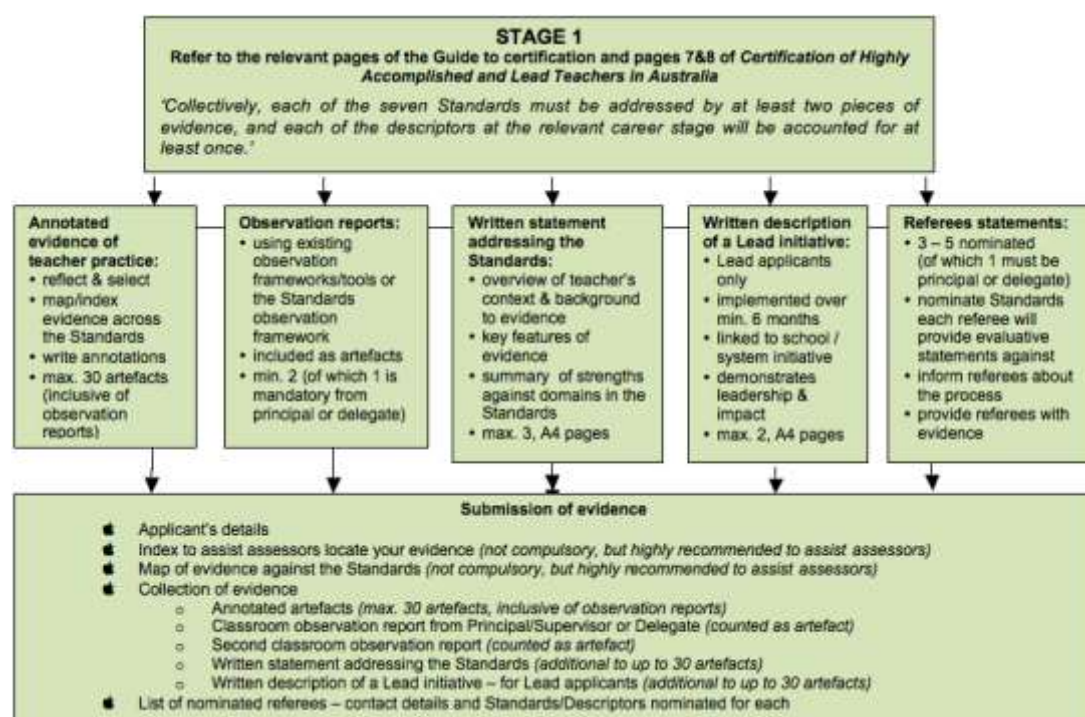 STAGE 1
Refer to the relevant pages of the Guide to certification and pages 7&8 of Certification of Highly
Accomplished and Lead Teachers in Australia
'Collectively, each of the seven Standards must be addressed by at least two pieces of
evidence, and each of the descriptors at the relevant career stage will be accounted for at
least once.'
Annotated
evidence of
teacher practice:
• reflect & select
• map/index
evidence across
the Standards
• write annotations
• max. 30 artefacts
(inclusive of
observation
reports)
Observation reports:
• using existing
observation
frameworks/tools or
the Standards
observation
framework
• included as artefacts
• min. 2 (of which 1 is
mandatory from
principal or delegate)
Written statement
addressing the
Standards:
• overview of teacher's
context & background
to evidence
• key features of
evidence
• summary of strengths
against domains in the
Standards
• max. 3, A4 pages
Written description
of a Lead initiative:
• Lead applicants
only
• implemented over
min. 6 months
• linked to school /
system initiative
• demonstrates
leadership &
impact
• max. 2, A4 pages
Referees statements:
• 3 – 5 nominated
(of which 1 must be
principal or delegate)
• nominate Standards
each referee will
provide evaluative
statements against
• inform referees about
the process
• provide referees with
evidence
Submission of evidence
Applicant's details
Index to assist assessors locate your evidence (not compulsory, but highly recommended to assist assessors)
Map of evidence against the Standards (not compulsory, but highly recommended to assist assessors)
Collection of evidence
o Annotated artefacts (max. 30 artefacts, inclusive of observation reports)
o Classroom observation report from Principal/Supervisor or Delegate (counted as artefact)
o Second classroom observation report (counted as artefact)
o Written statement addressing the Standards (additional to up to 30 artefacts)
o Written description of a Lead initiative – for Lead applicants (additional to up to 30 artefacts)
List of nominated referees – contact details and Standards/Descriptors nominated for each